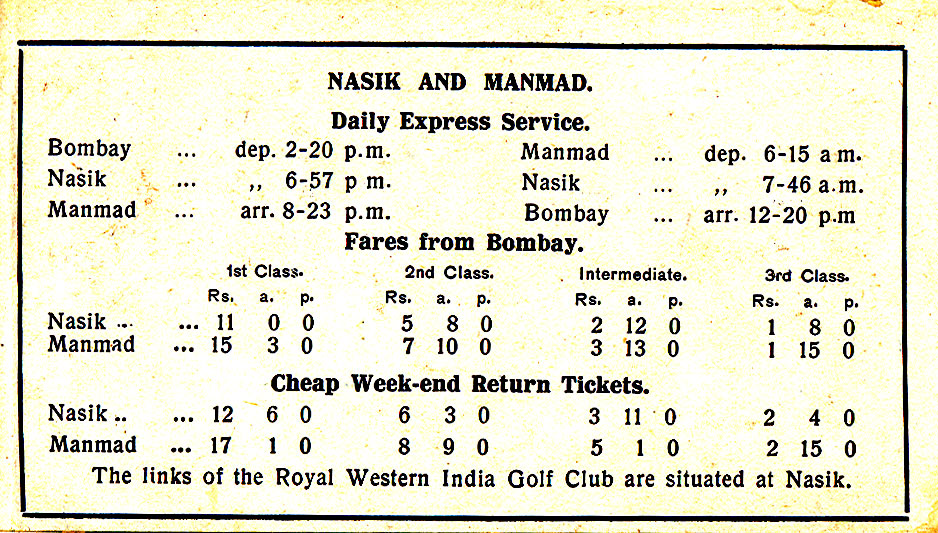 NASIK AND MANMAD.
Daily Express Service.
Bombay ... dep. 2-20 p.m. Manmad ... dep. 6-15 a m.
Nasik ... ,, 6-57 p m. Nasik ... ,, 7-46 a.m.
Manmad ... arr. 8-23 p.m. Bombay ... arr. 12-20 p.m
Fares from Bombay.
1st Class. 2nd Class. Intermediate. 3rd Class.
Rs. a. p. Rs. a. p. Rs. a. p. Rs. a. p.
Nasik ... ... 11 0 0 5 8 0 2 12 0 1 8 0
Manmad ... 15 3 0 7 10 0 3 13 0 1 15 0
Cheap Week-end Return Tickets.
Nasik .. ... 12 6 0 6 3 0 3 11 0 2 4 0
Manmad ... 17 1 0 8 9 0 5 1 0 2 15 0
The links of the Royal Western India Golf Club are situated at Nasik.